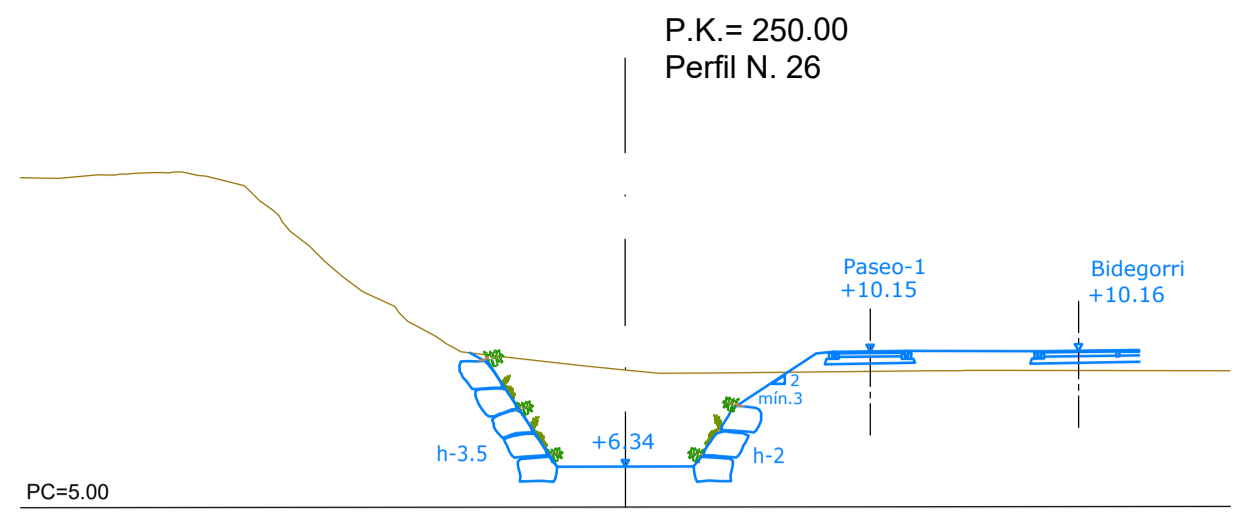 P.K.= 250.00
Perfil N. 26
Paseo-1
+10.15
Bidegorri
+10.16
2
mín.3
h-3.5
+6.34
h-2
PC=5.00